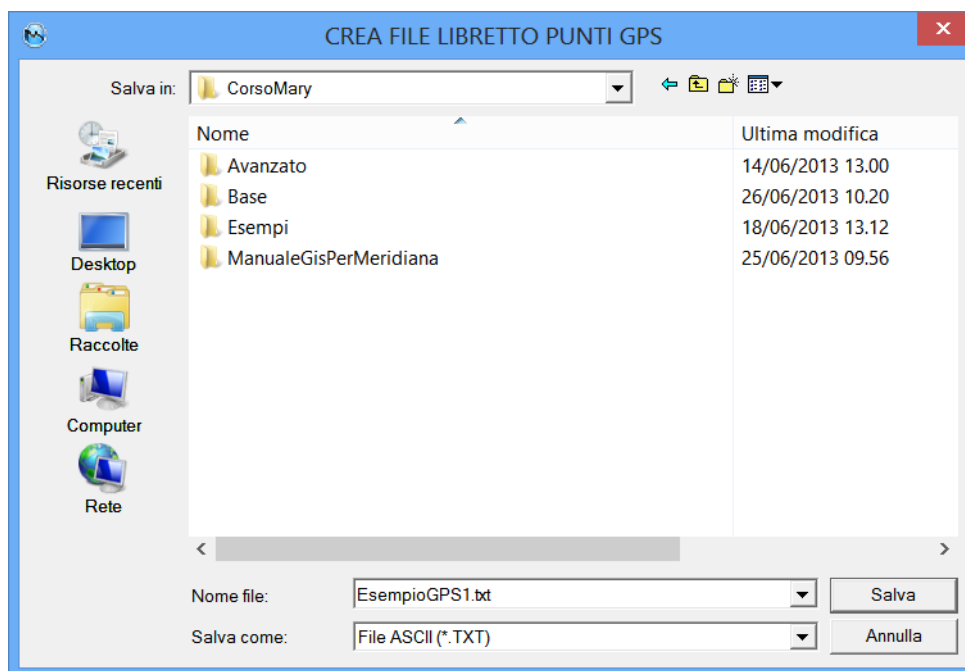 CREA FILE LIBRETTO PUNTI GPS
Salva in: CorsoMary
Nome Ultima modifica
Avanzato 14/06/2013 13.00
Base 26/06/2013 10.20
Esempi 18/06/2013 13.12
ManualeGisPerMeridiana 25/06/2013 09.56
Risorse recenti
Desktop
Raccolte
Computer
Rete
Nome file: EsempioGPS1.txt Salva
Salva come: File ASCII (*.TXT) Annulla